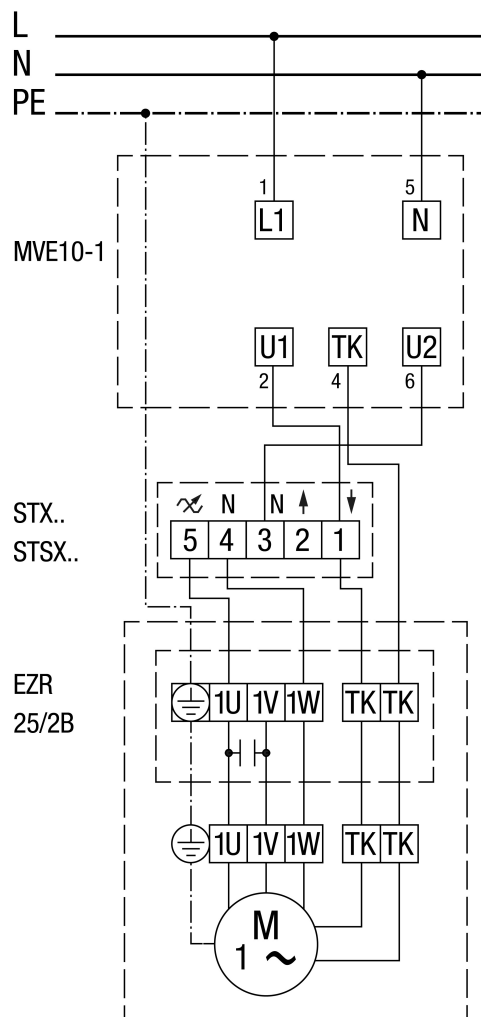 L
N
PE
1 5
L1 N
MVE10-1
U1 TK U2
2 4 6
N N
STX..
5 4 3 2 1
STSX..
EZR
1U 1V 1W TK TK
25/2B
1U 1V 1W TK TK
M
1 ~